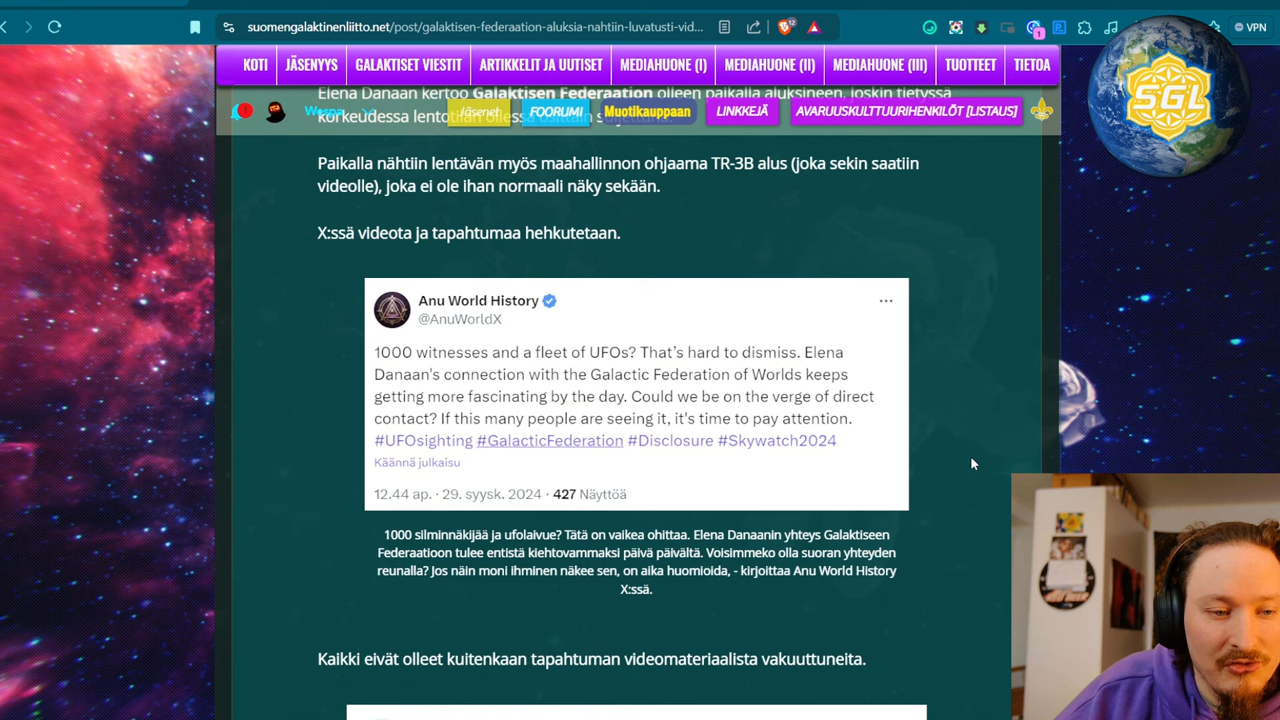 suomengalaktinenliitto.net/post/galaktisen-federaation-aluksia-nahtiin-luvatusti-vid...
12
1
VPN
KOTI
JÄSENYYS
GALAKTISET VIESTIT
ARTIKKELIT JA UUTISET
MEDIAHUONE (I)
MEDIAHUONE (II)
MEDIAHUONE (III)
TUOTTEET
TIETOA
SGL
Elena Danaan kertoo Galaktisen Federaation olleen paikalla aluksineen, joskin tietyssä
Jäsenet
FOORUMI
Muotikauppaan
LINKKEJÄ
AVARUUSKULTTUURIHENKILÖT [LISTAUS]
korkeudessa lentotilan ollessa
Paikalla nähtiin lentävän myös maahallinnon ohjaama TR-3B alus (joka sekin saatiin
videolle), joka ei ole ihan normaali näky sekään.
X:ssä videota ja tapahtumaa hehkutetaan.
Anu World History
@AnuWorldX
1000 witnesses and a fleet of UFOs? That's hard to dismiss. Elena
Danaan's connection with the Galactic Federation of Worlds keeps
getting more fascinating by the day. Could we be on the verge of direct
contact? If this many people are seeing it, it's time to pay attention.
#UFOsighting #GalacticFederation #Disclosure #Skywatch2024
Käännä julkaisu
12.44 ap. · 29. syysk. 2024 · 427 Näyttöä
1000 silminnäkijää ja ufolaivue? Tätä on vaikea ohittaa. Elena Danaanin yhteys Galaktiseen
Federaatioon tulee entistä kiehtovammaksi päivä päivältä. Voisimmeko olla suoran yhteyden
reunalla? Jos näin moni ihminen näkee sen, on aika huomioida, - kirjoittaa Anu World History
X:ssä.
Kaikki eivät olleet kuitenkaan tapahtuman videomateriaalista vakuuttuneita.